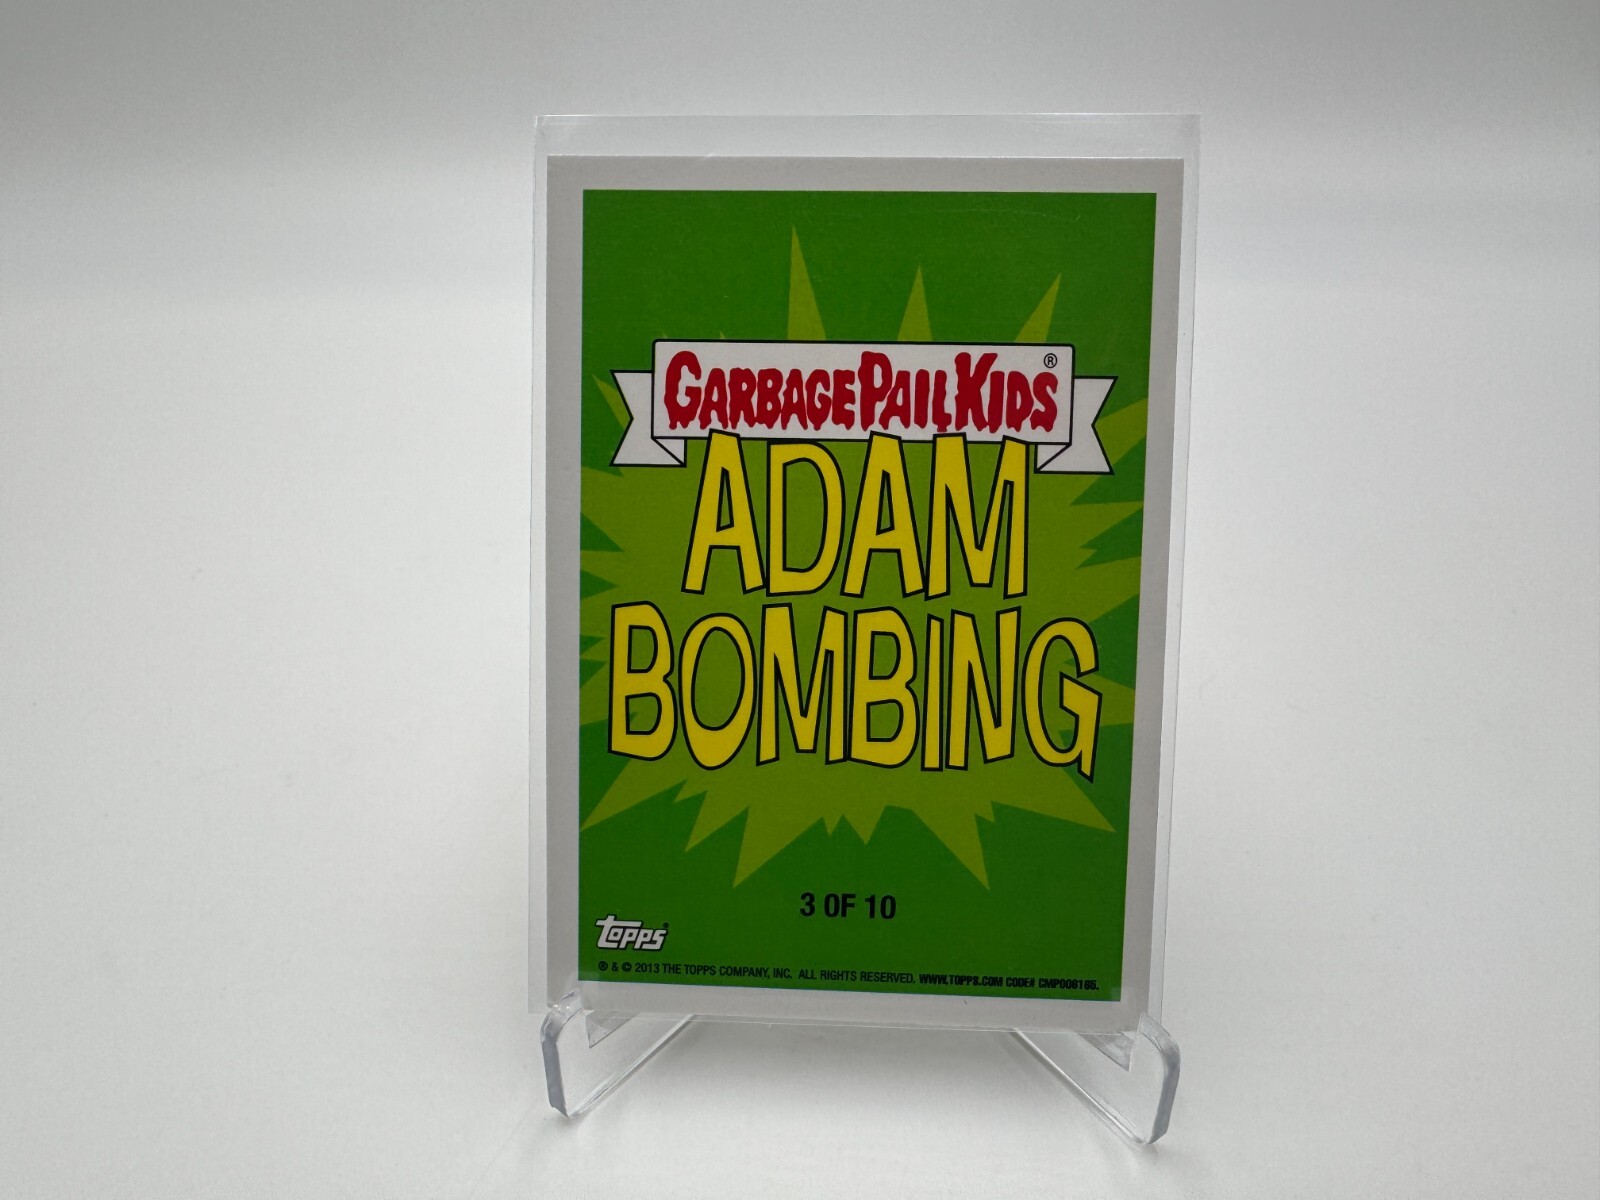 GARBAGE PAIL KIDS®
ADAM
BOMBING
3 OF 10
TOPPS®
® & © 2013 THE TOPPS COMPANY, INC. ALL RIGHTS RESERVED. WWW.TOPPS.COM CODE# CMP006165.